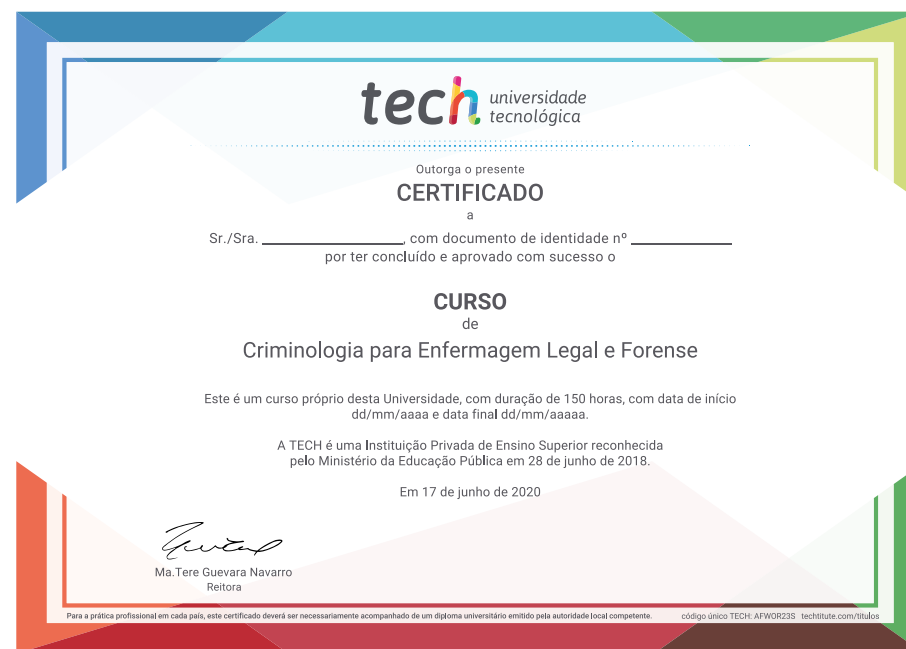 tech universidade
tecnológica
Outorga o presente
CERTIFICADO
a
Sr./Sra. ____________________, com documento de identidade nº ______________
por ter concluído e aprovado com sucesso o
CURSO
de
Criminologia para Enfermagem Legal e Forense
Este é um curso próprio desta Universidade, com duração de 150 horas, com data de início
dd/mm/aaaa e data final dd/mm/aaaaa.
A TECH é uma Instituição Privada de Ensino Superior reconhecida
pelo Ministério da Educação Pública em 28 de junho de 2018.
Em 17 de junho de 2020
Ma.Tere Guevara Navarro
Reitora
Para a prática profissional em cada país, este certificado deverá ser necessariamente acompanhado de um diploma universitário emitido pela autoridade local competente. código único TECH: AFWOR23S techtitute.com/titulos